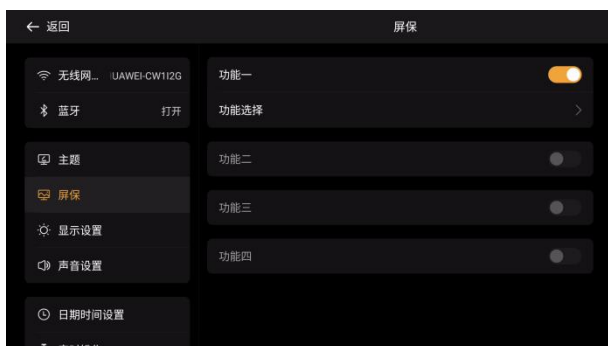 返回
屏保
无线网... UAWEI-CW1I2G
蓝牙 打开
主题
屏保
显示设置
声音设置
日期时间设置
功能一
功能选择
功能二
功能三
功能四